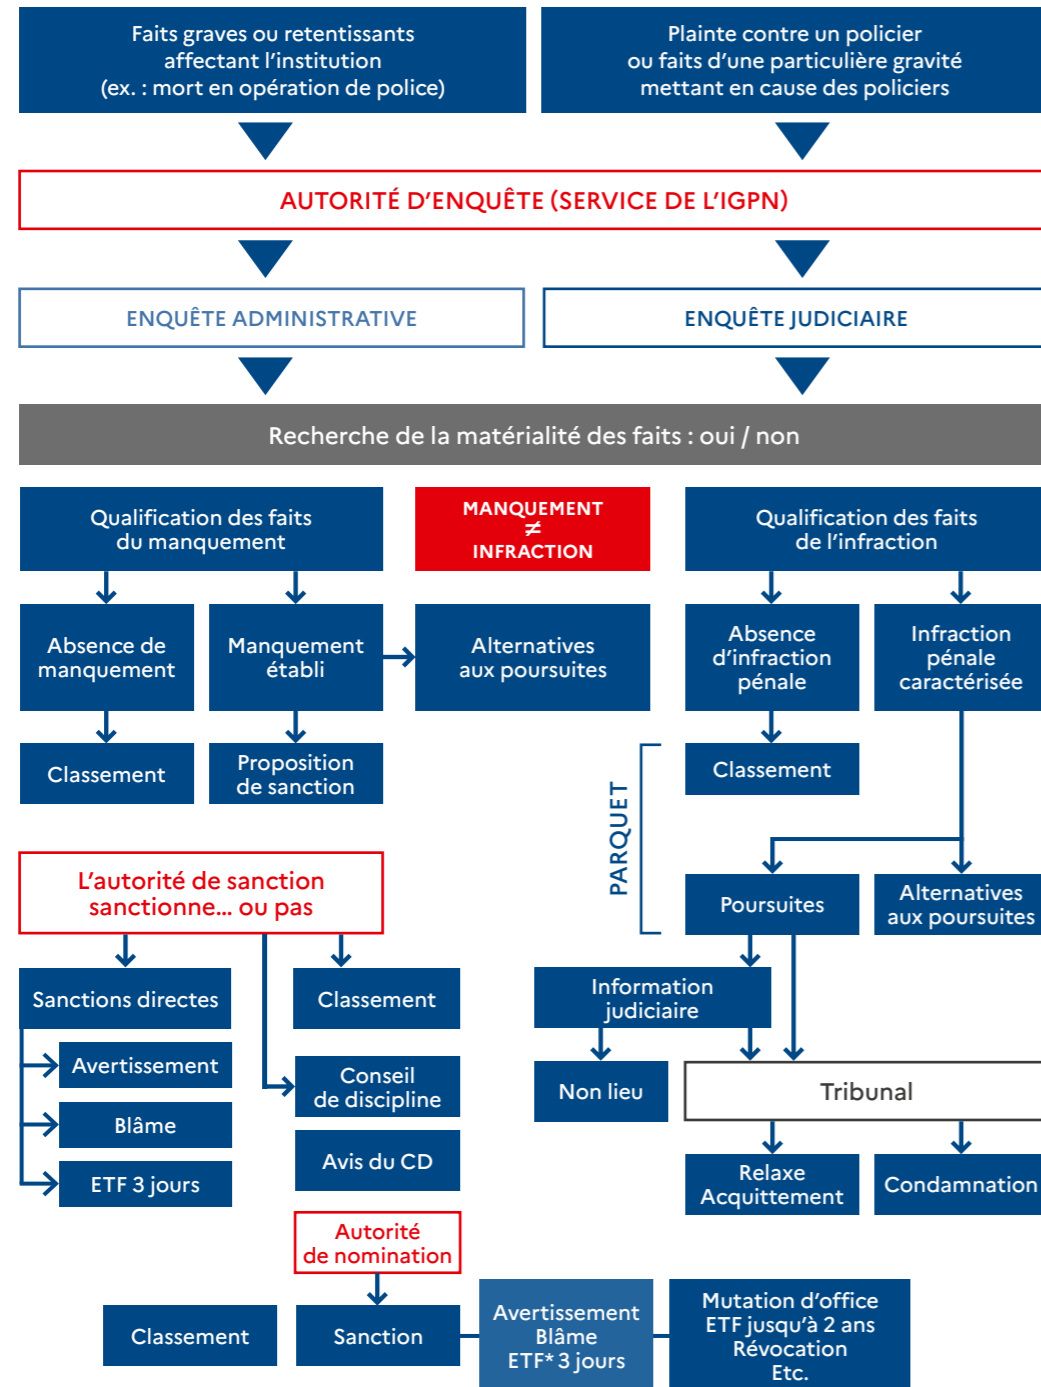 Faits graves ou retentissants
affectant l'institution
(ex. : mort en opération de police)
Plainte contre un policier
ou faits d'une particulière gravité
mettant en cause des policiers
AUTORITÉ D'ENQUÊTE (SERVICE DE L'IGPN)
ENQUÊTE ADMINISTRATIVE
ENQUÊTE JUDICIAIRE
Recherche de la matérialité des faits : oui / non
Qualification des faits
du manquement
MANQUEMENT
≠
INFRACTION
Qualification des faits
de l'infraction
Absence de
manquement
Manquement
établi
Alternatives
aux poursuites
Absence
d'infraction
pénale
Infraction
pénale
caractérisée
Classement
Proposition
de sanction
PARQUET
Classement
L'autorité de sanction
sanctionne... ou pas
Poursuites
Alternatives
aux poursuites
Sanctions directes
Classement
Information
judiciaire
Avertissement
Conseil
de discipline
Non lieu
Tribunal
Blâme
Avis du CD
ETF 3 jours
Relaxe
Acquittement
Condamnation
Autorité
de nomination
Classement
Sanction
Avertissement
Blâme
ETF* 3 jours
Mutation d'office
ETF jusqu'à 2 ans
Révocation
Etc.